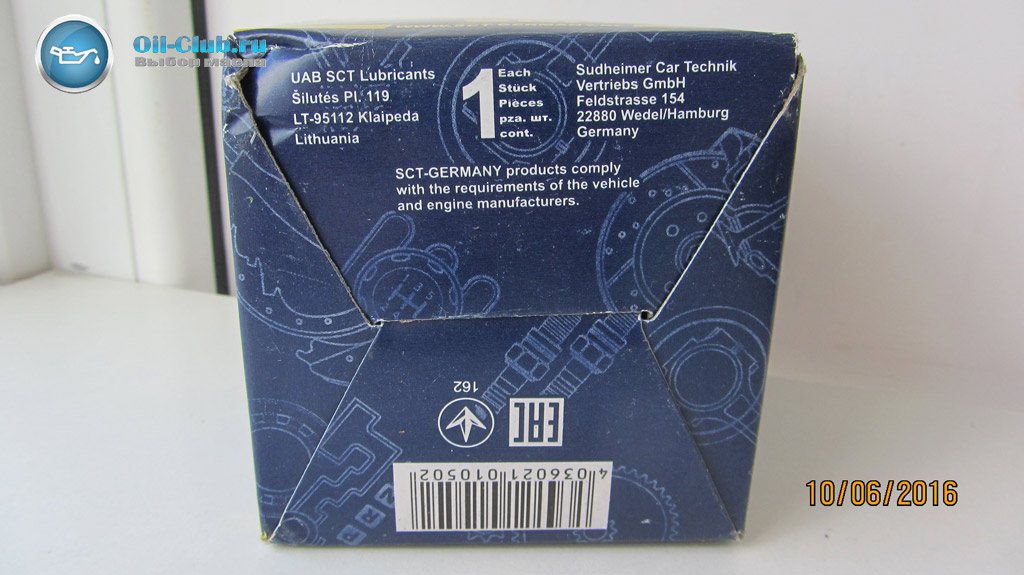 Oil-Club.ru
Выбор масла
UAB SCT Lubricants
Šilutės Pl. 119
LT-95112 Klaipeda
Lithuania
1
Each
Stück
Pièces
pza. шт.
cont.
Sudheimer Car Technik
Vertriebs GmbH
Feldstrasse 154
22880 Wedel/Hamburg
Germany
SCT-GERMANY products comply
with the requirements of the vehicle
and engine manufacturers.
162
EAC
4 036021 010502
10/06/2016